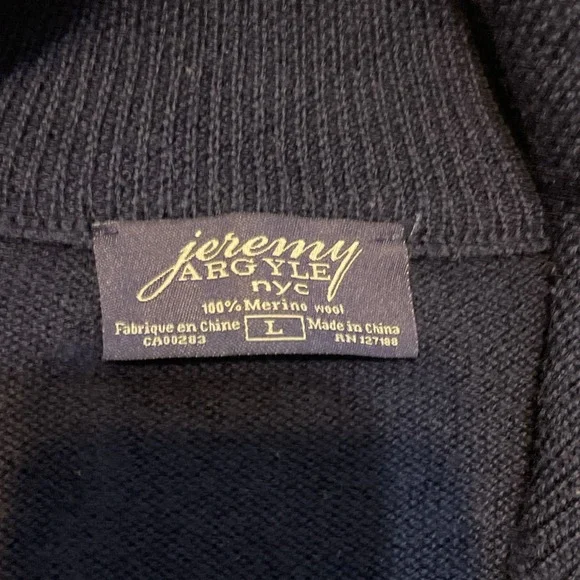 jeremy
ARGYLE
nyc
100% Merino wool
Fabrique en Chine L Made in China
CA00283 RN 127188